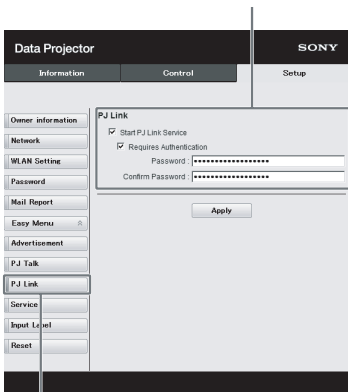 Data Projector SONY
Information Control Setup
Owner information
Network
WLAN Setting
Password
Mail Report
Easy Menu
Advertisement
PJ Talk
PJ Link
Service
Input Label
Reset
PJ Link
Start PJ Link Service
Requires Authentication
Password : ••••••••••••••••••
Confirm Password : ••••••••••••••••••
Apply